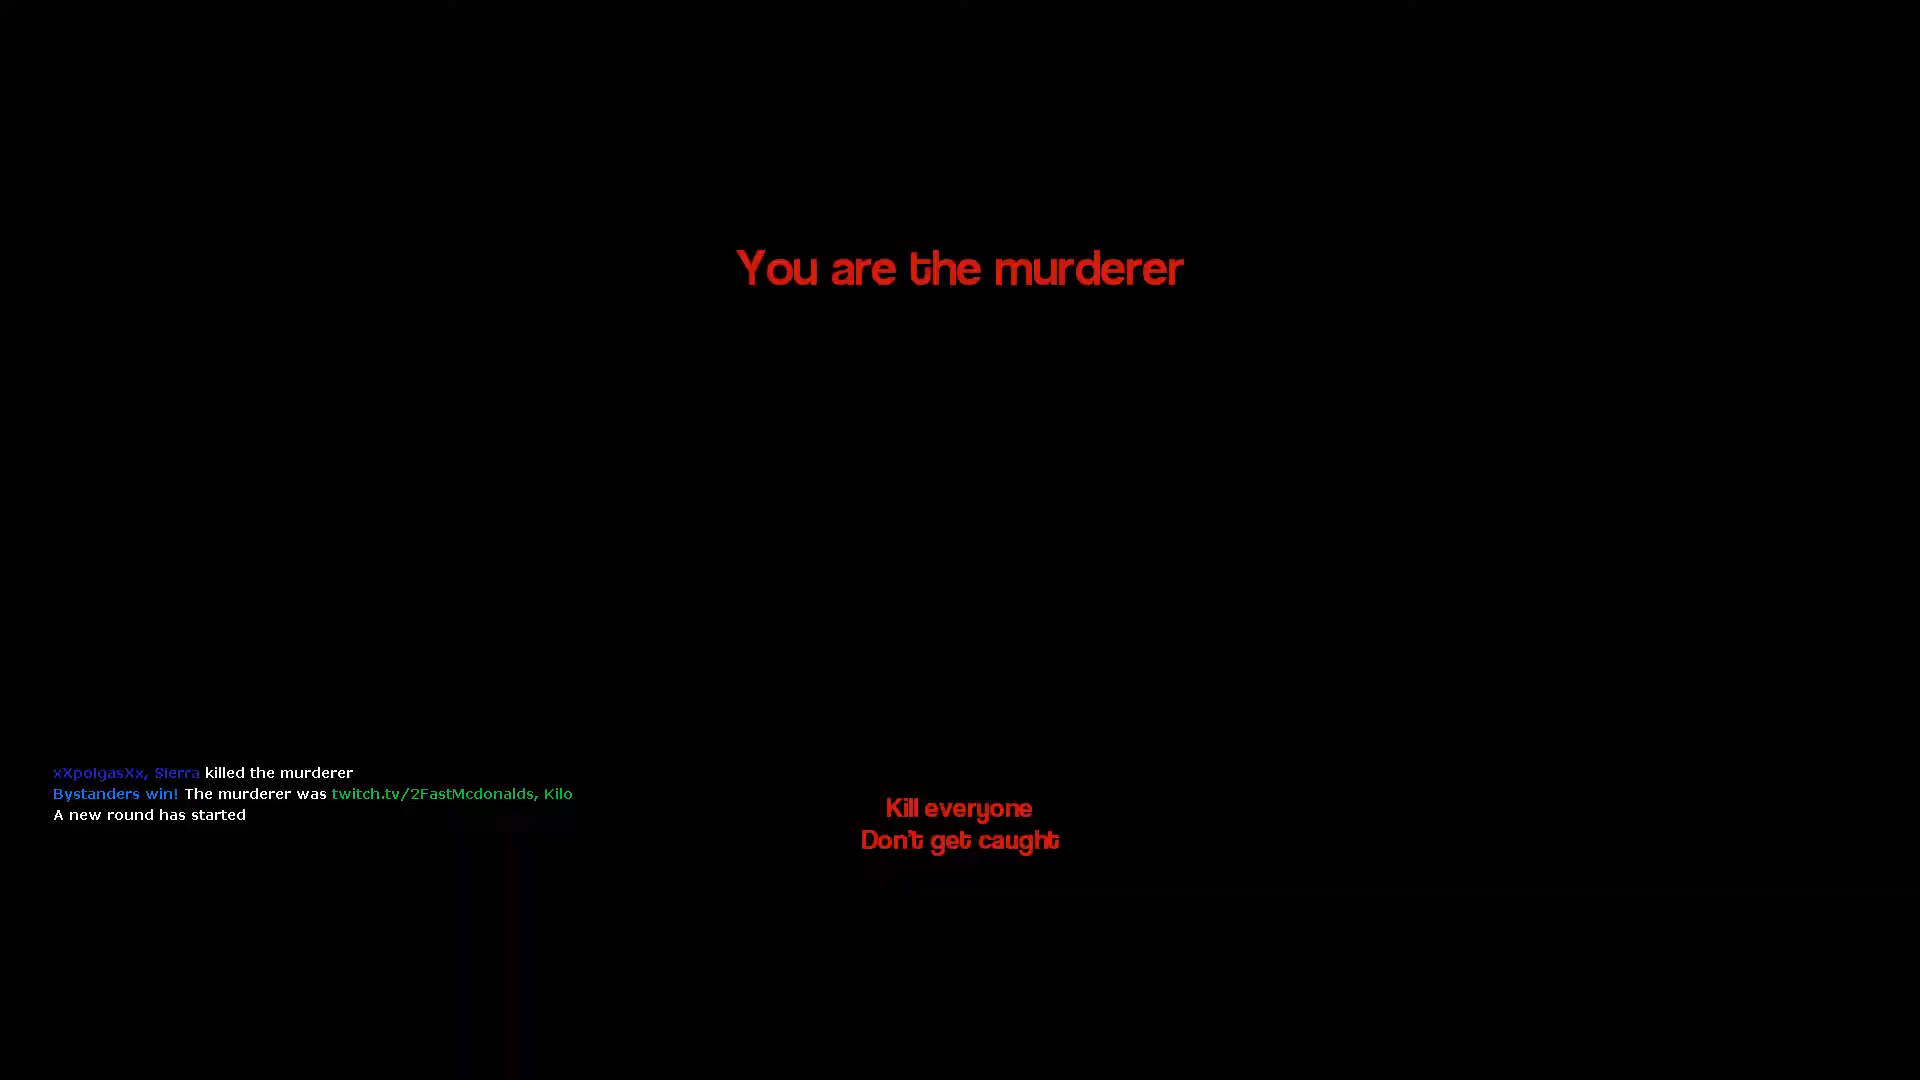 You are the murderer
xXpolgasXx, Sierra killed the murderer
Bystanders win! The murderer was twitch.tv/2FastMcdonalds, Kilo
A new round has started
Kill everyone
Don't get caught